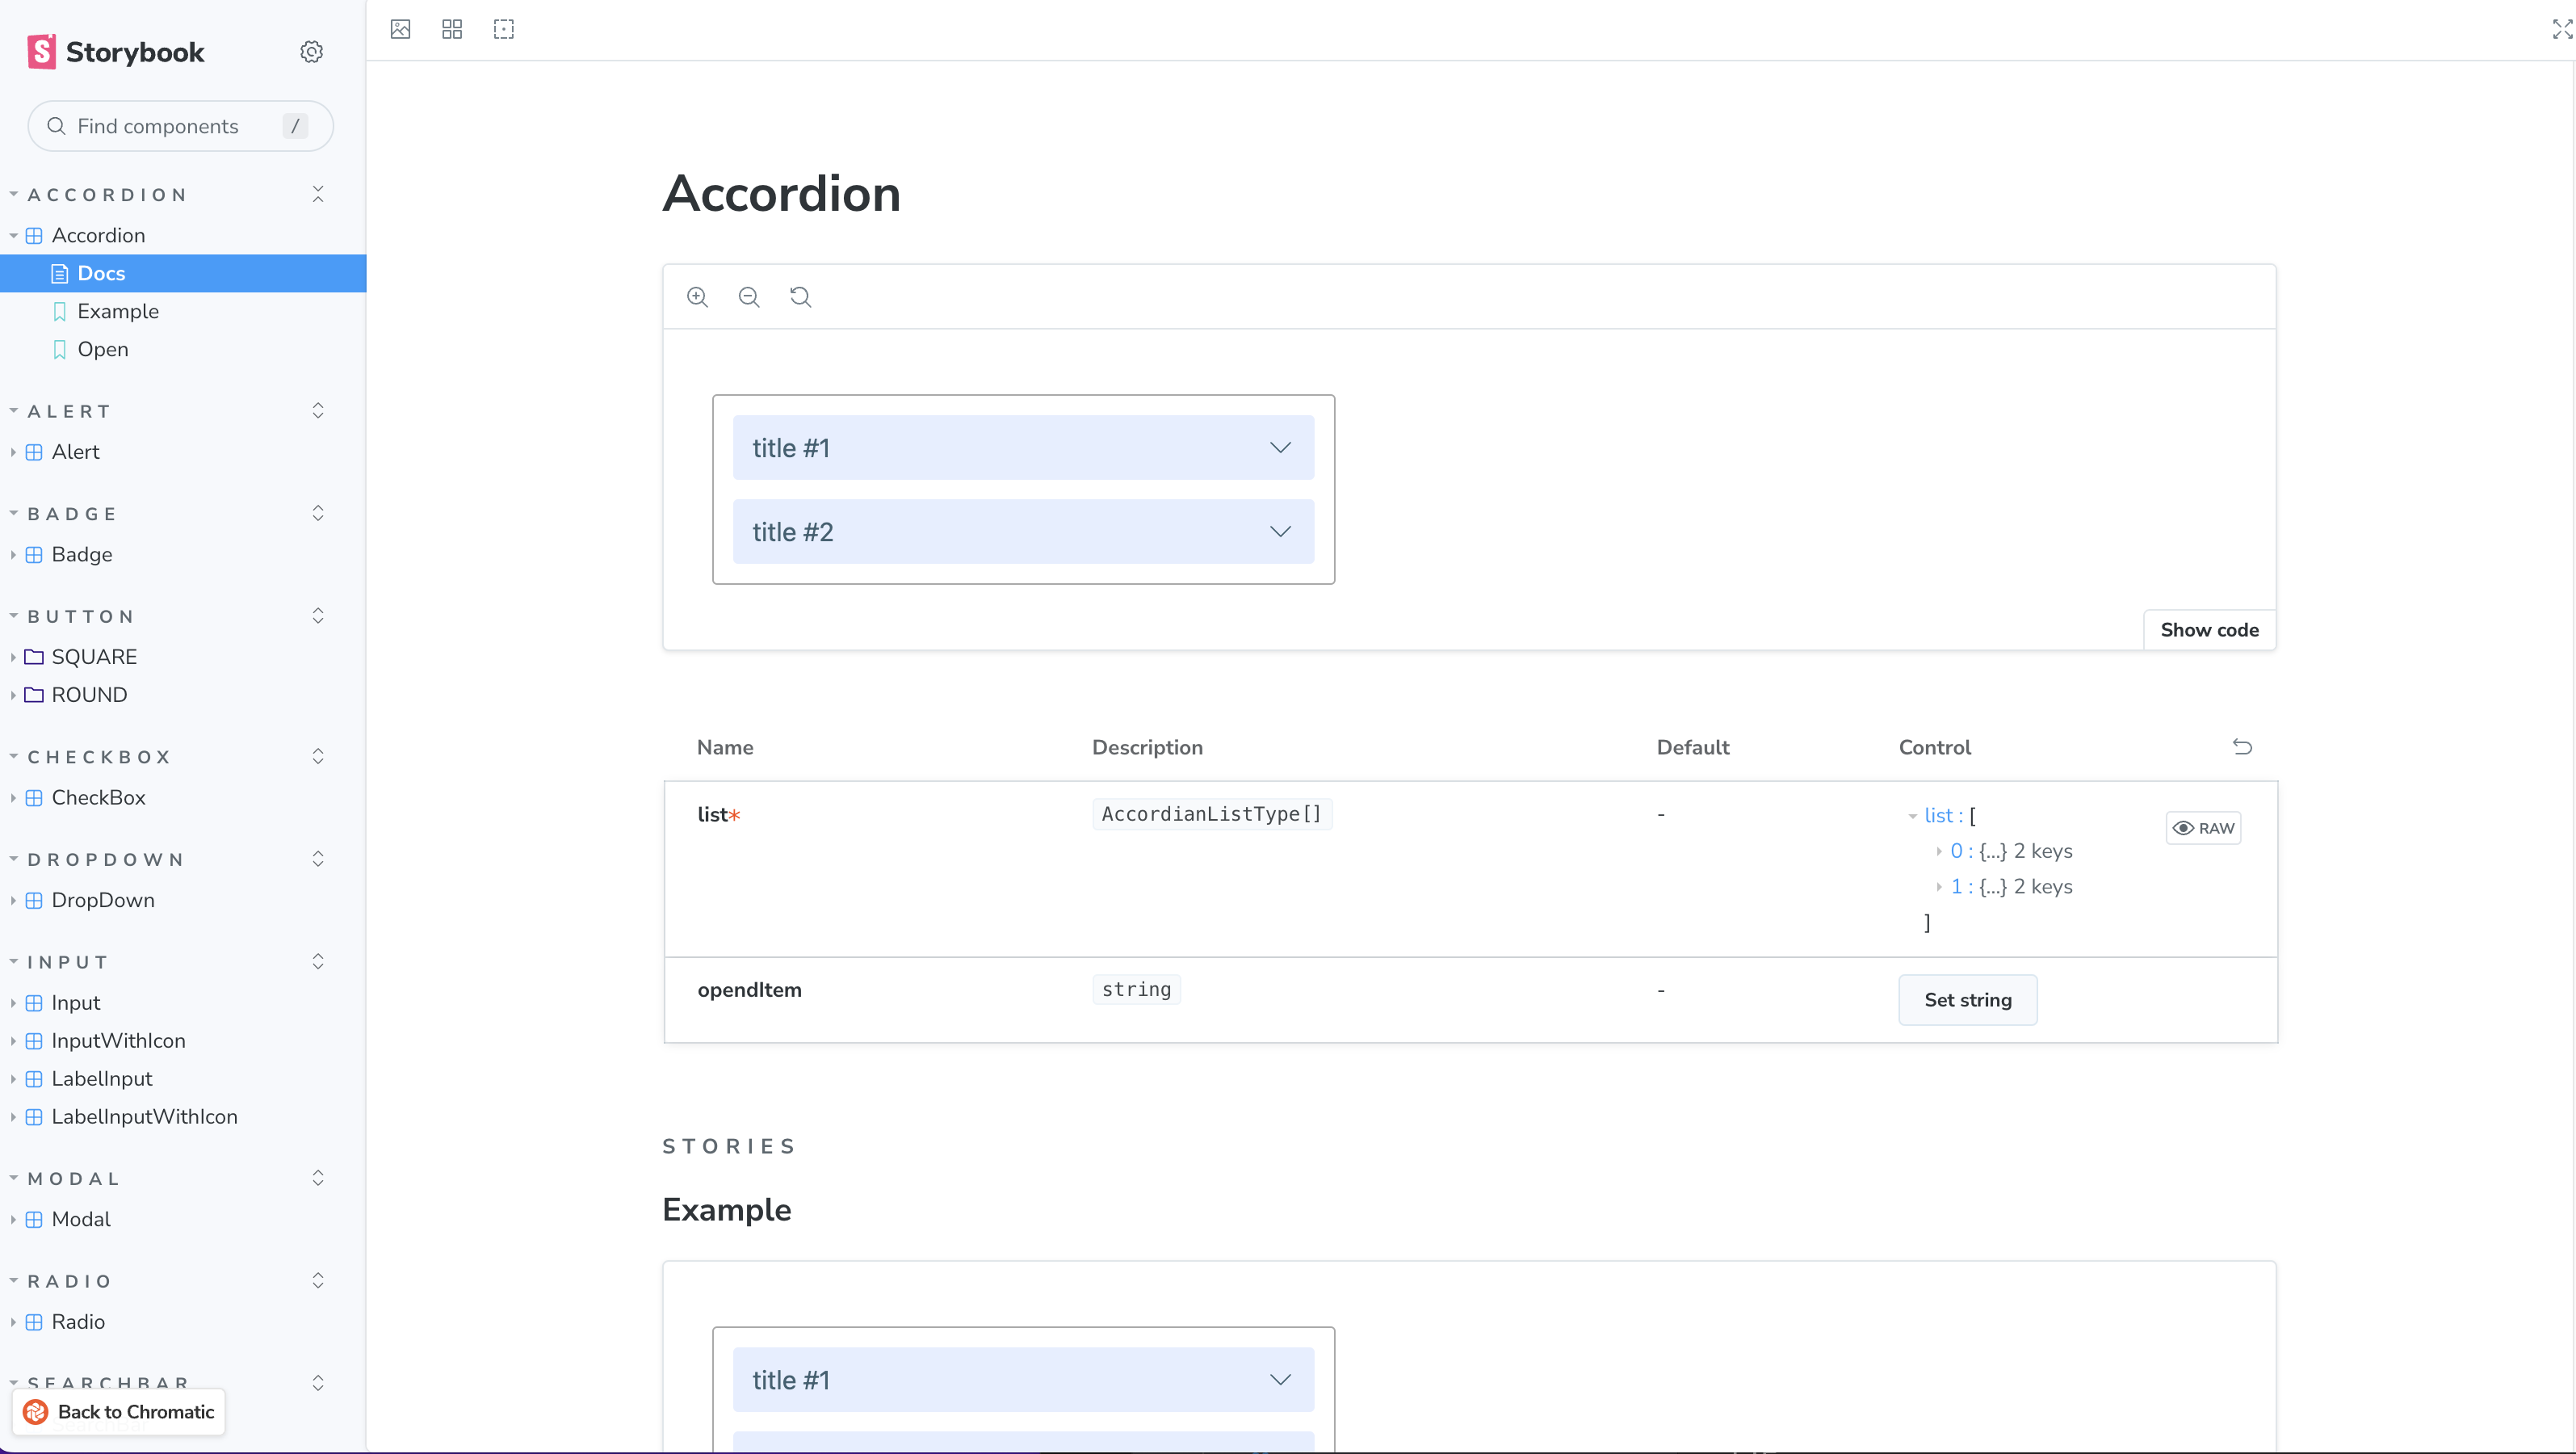 Storybook
Find components /
ACCORDION
Accordion
Docs
Example
Open
ALERT
Alert
BADGE
Badge
BUTTON
SQUARE
ROUND
CHECKBOX
CheckBox
DROPDOWN
DropDown
INPUT
Input
InputWithIcon
LabelInput
LabelInputWithIcon
MODAL
Modal
RADIO
Radio
SEARCHBAR
Back to Chromatic
Accordion
title #1
title #2
Show code
Name Description Default Control
list* AccordianListType[] - list : [ RAW
0 : {...} 2 keys
1 : {...} 2 keys
]
opendItem string - Set string
STORIES
Example
title #1